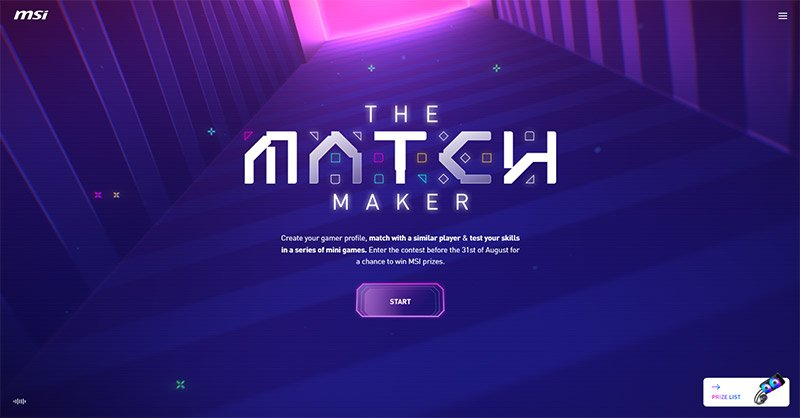 msi
THE
MATCH
MAKER
Create your gamer profile, match with a similar player & test your skills
in a series of mini games. Enter the contest before the 31st of August for
a chance to win MSI prizes.
START
PRIZE LIST